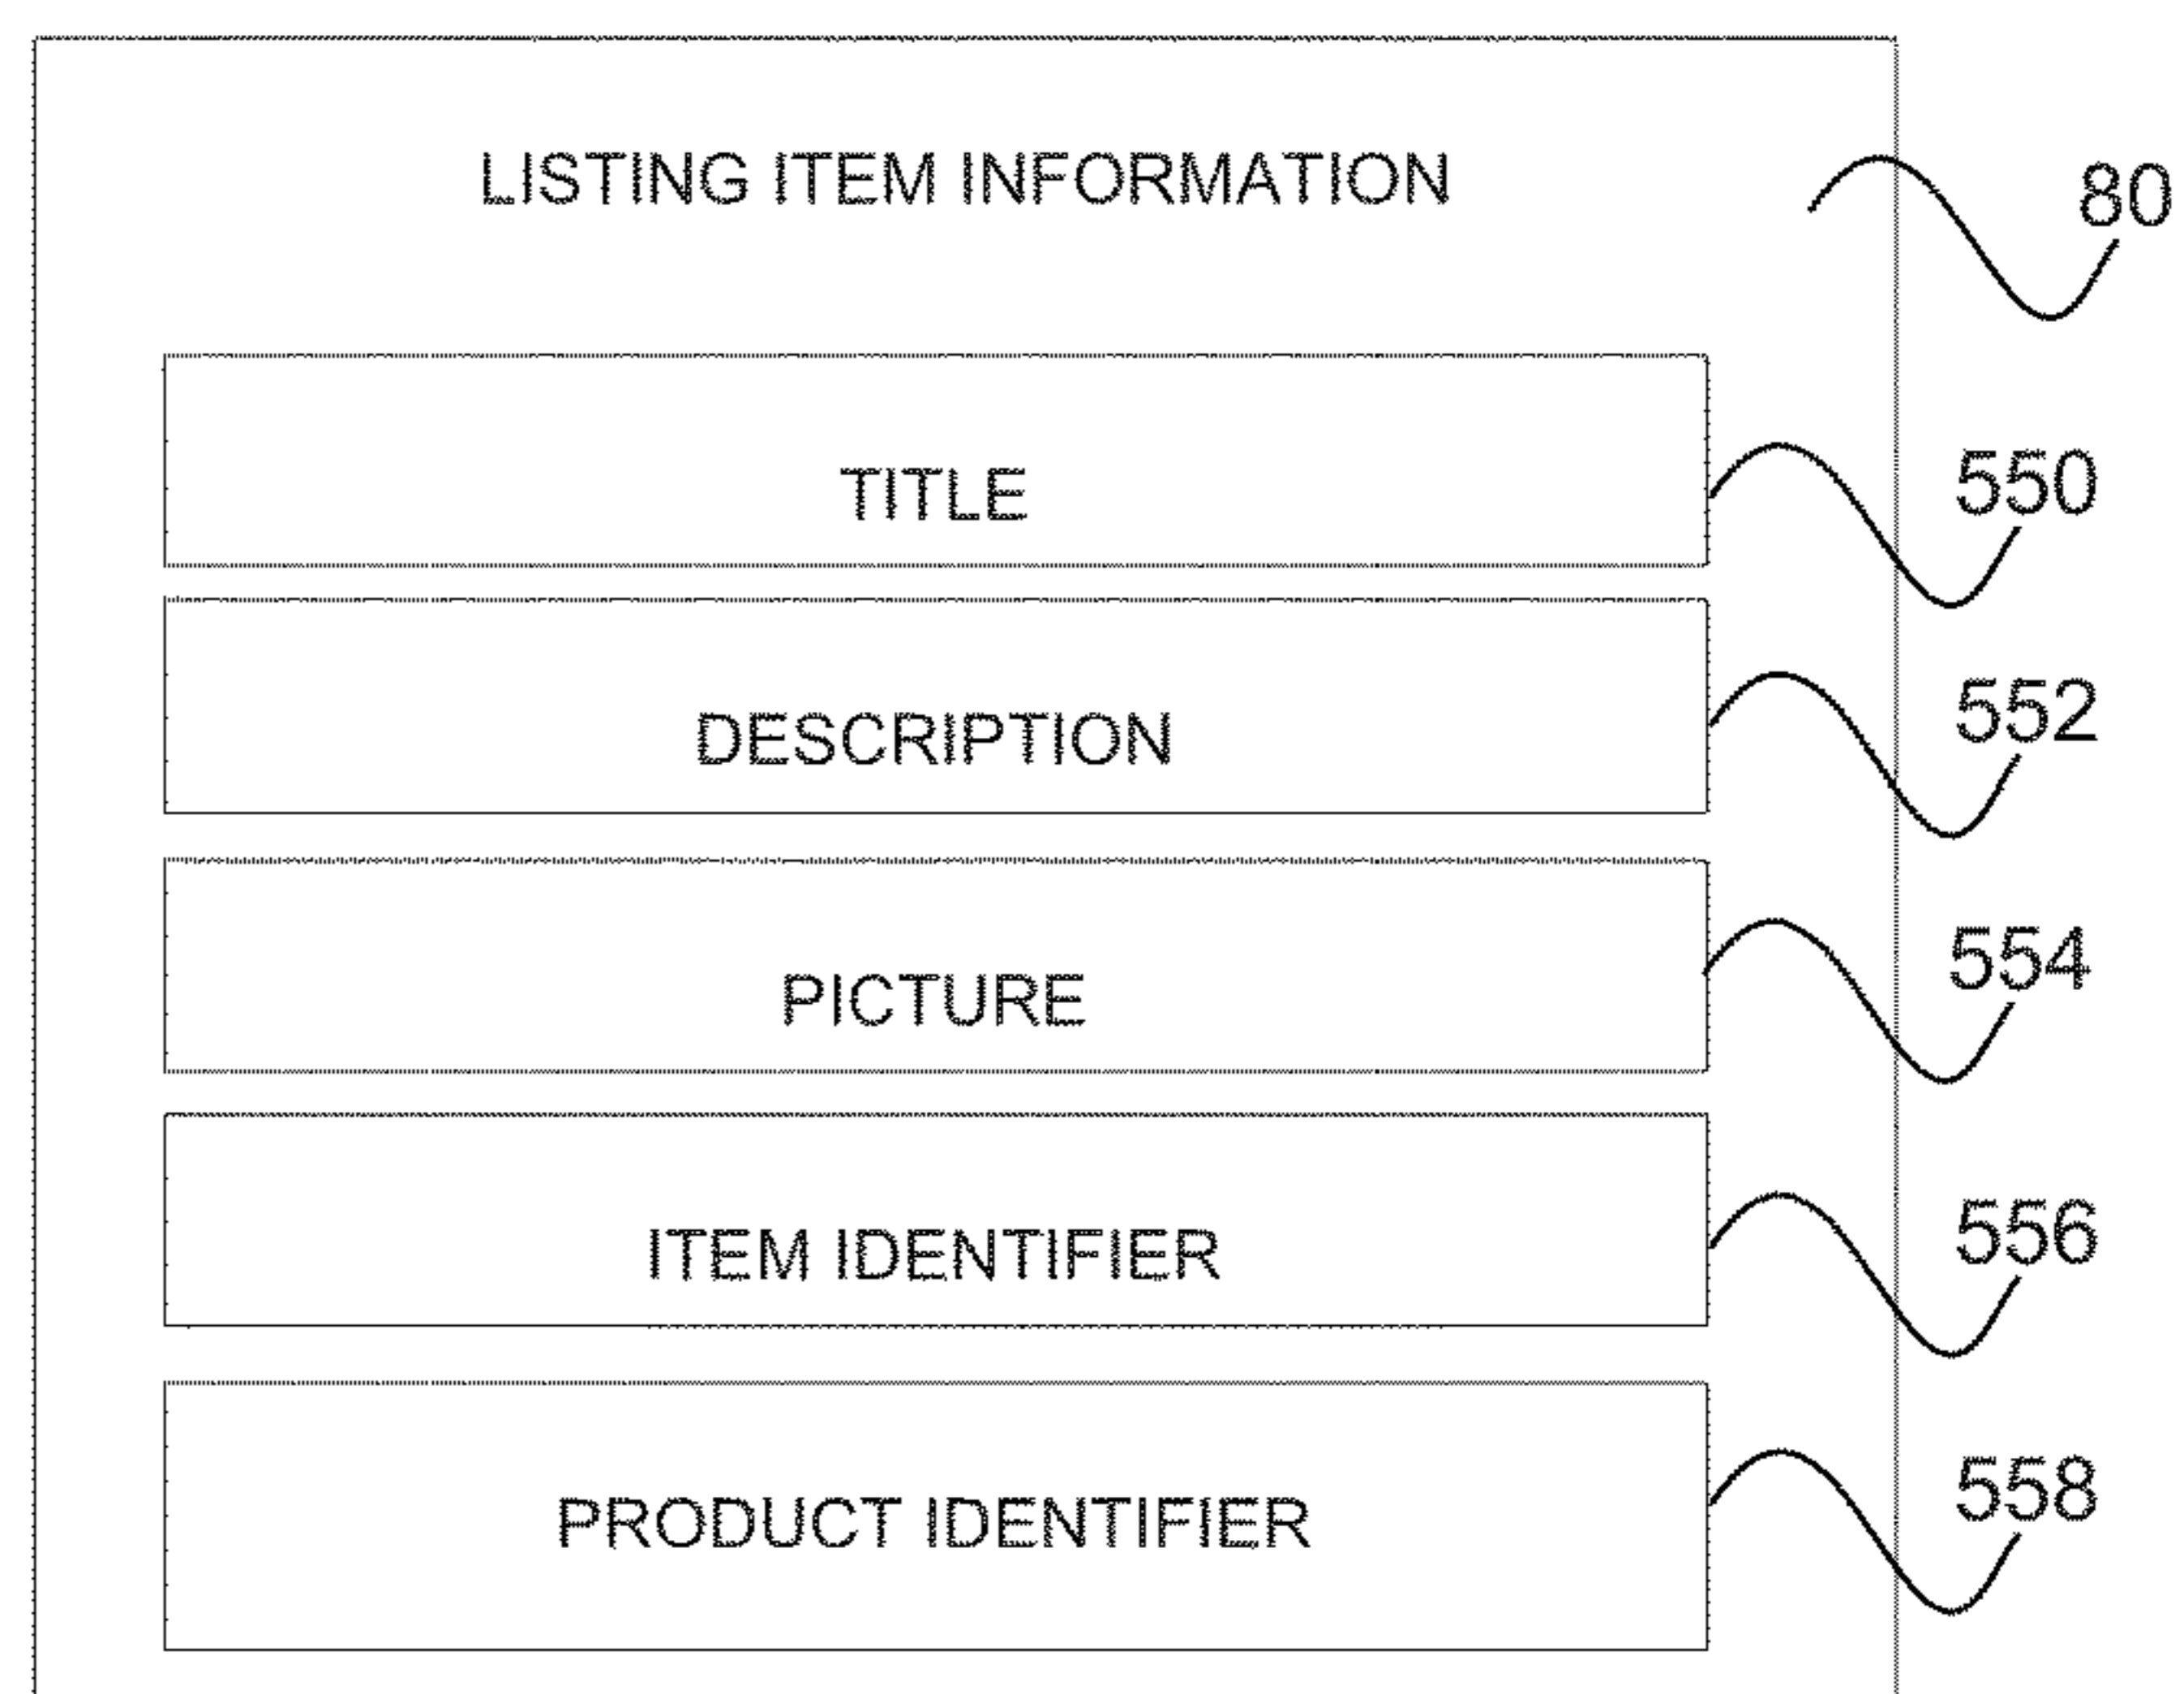 LISTING ITEM INFORMATION
80
TITLE
550
DESCRIPTION
552
PICTURE
554
ITEM IDENTIFIER
556
PRODUCT IDENTIFIER
558